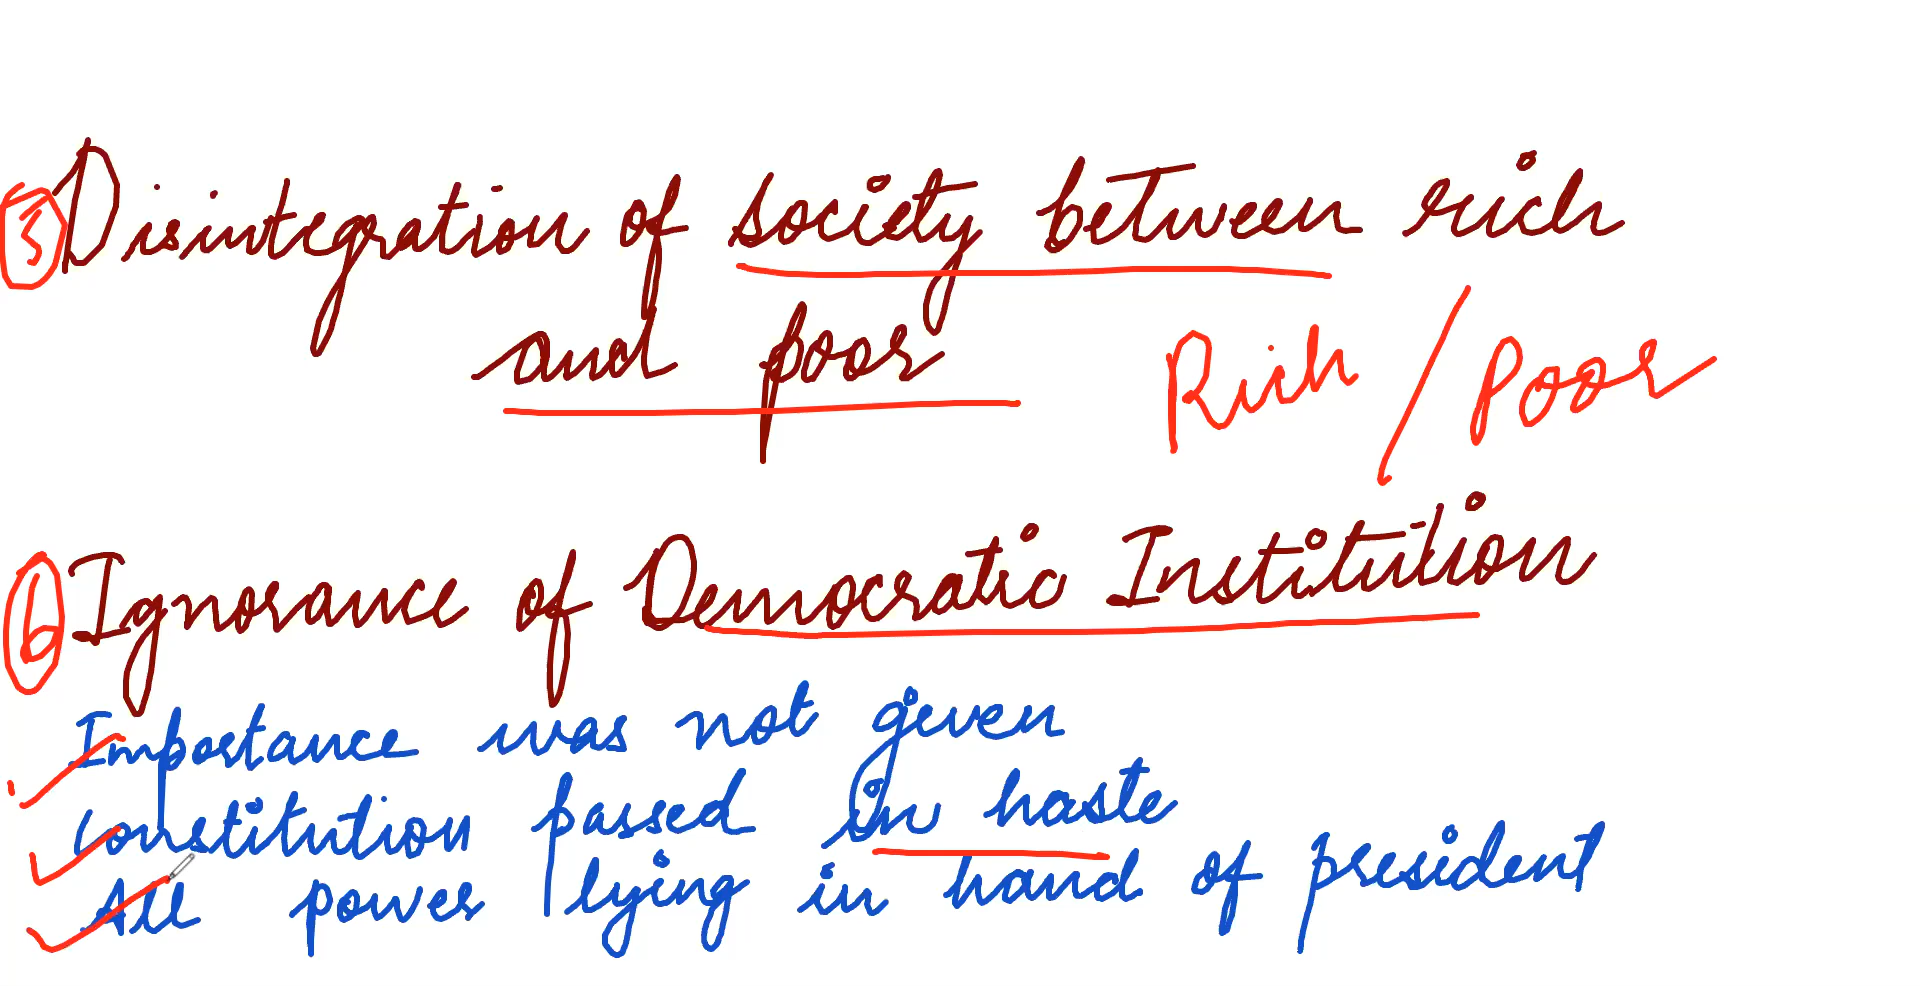 5 Disintegration of society between rich
and poor
Rich / Poor
6 Ignorance of Democratic Institution
Importance was not given
Constitution passed in haste
All power lying in hand of president